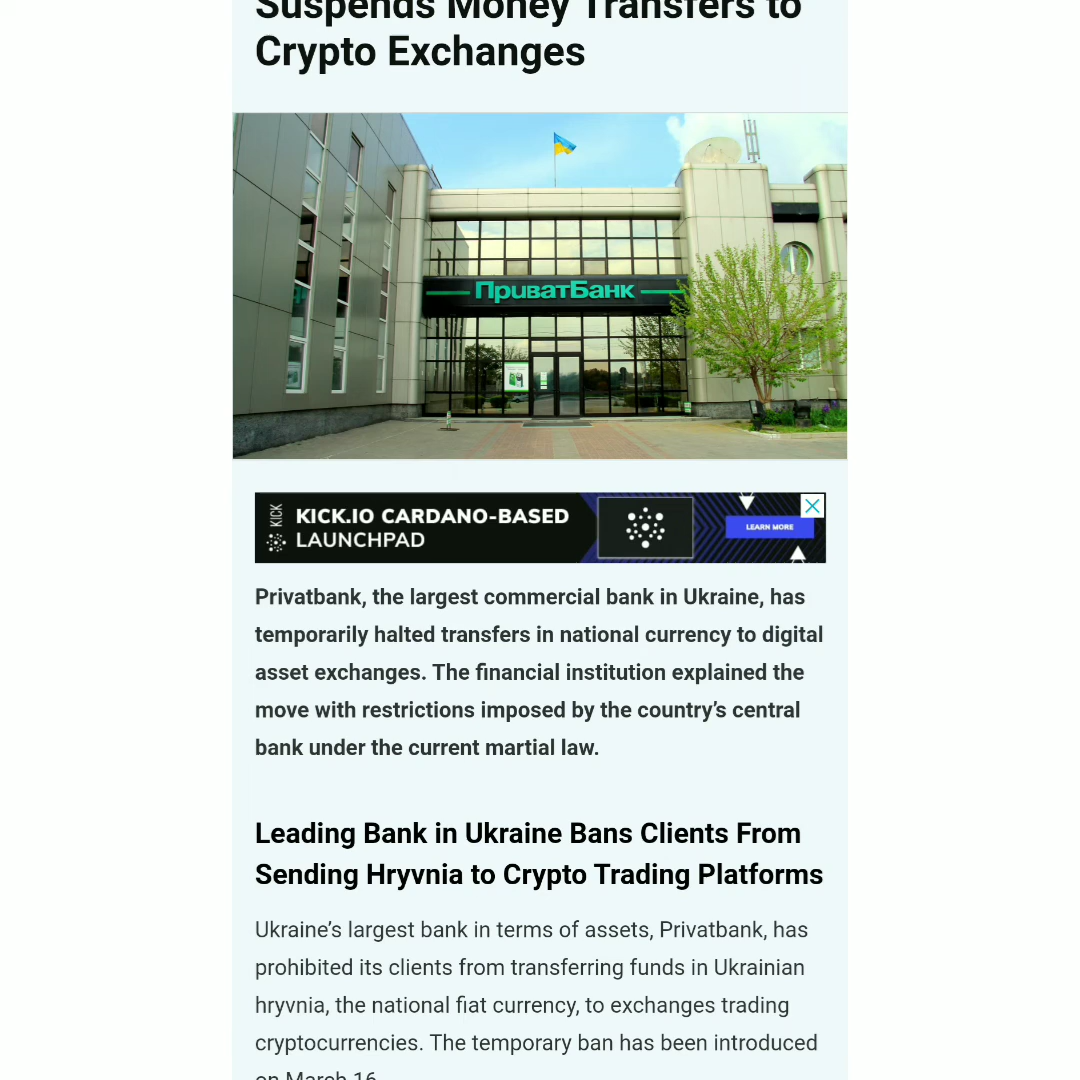 Suspends Money Transfers to
Crypto Exchanges
ПриватБанк
KICK
KICK.IO CARDANO-BASED
LAUNCHPAD
LEARN MORE
Privatbank, the largest commercial bank in Ukraine, has
temporarily halted transfers in national currency to digital
asset exchanges. The financial institution explained the
move with restrictions imposed by the country’s central
bank under the current martial law.
Leading Bank in Ukraine Bans Clients From
Sending Hryvnia to Crypto Trading Platforms
Ukraine’s largest bank in terms of assets, Privatbank, has
prohibited its clients from transferring funds in Ukrainian
hryvnia, the national fiat currency, to exchanges trading
cryptocurrencies. The temporary ban has been introduced
on March 16